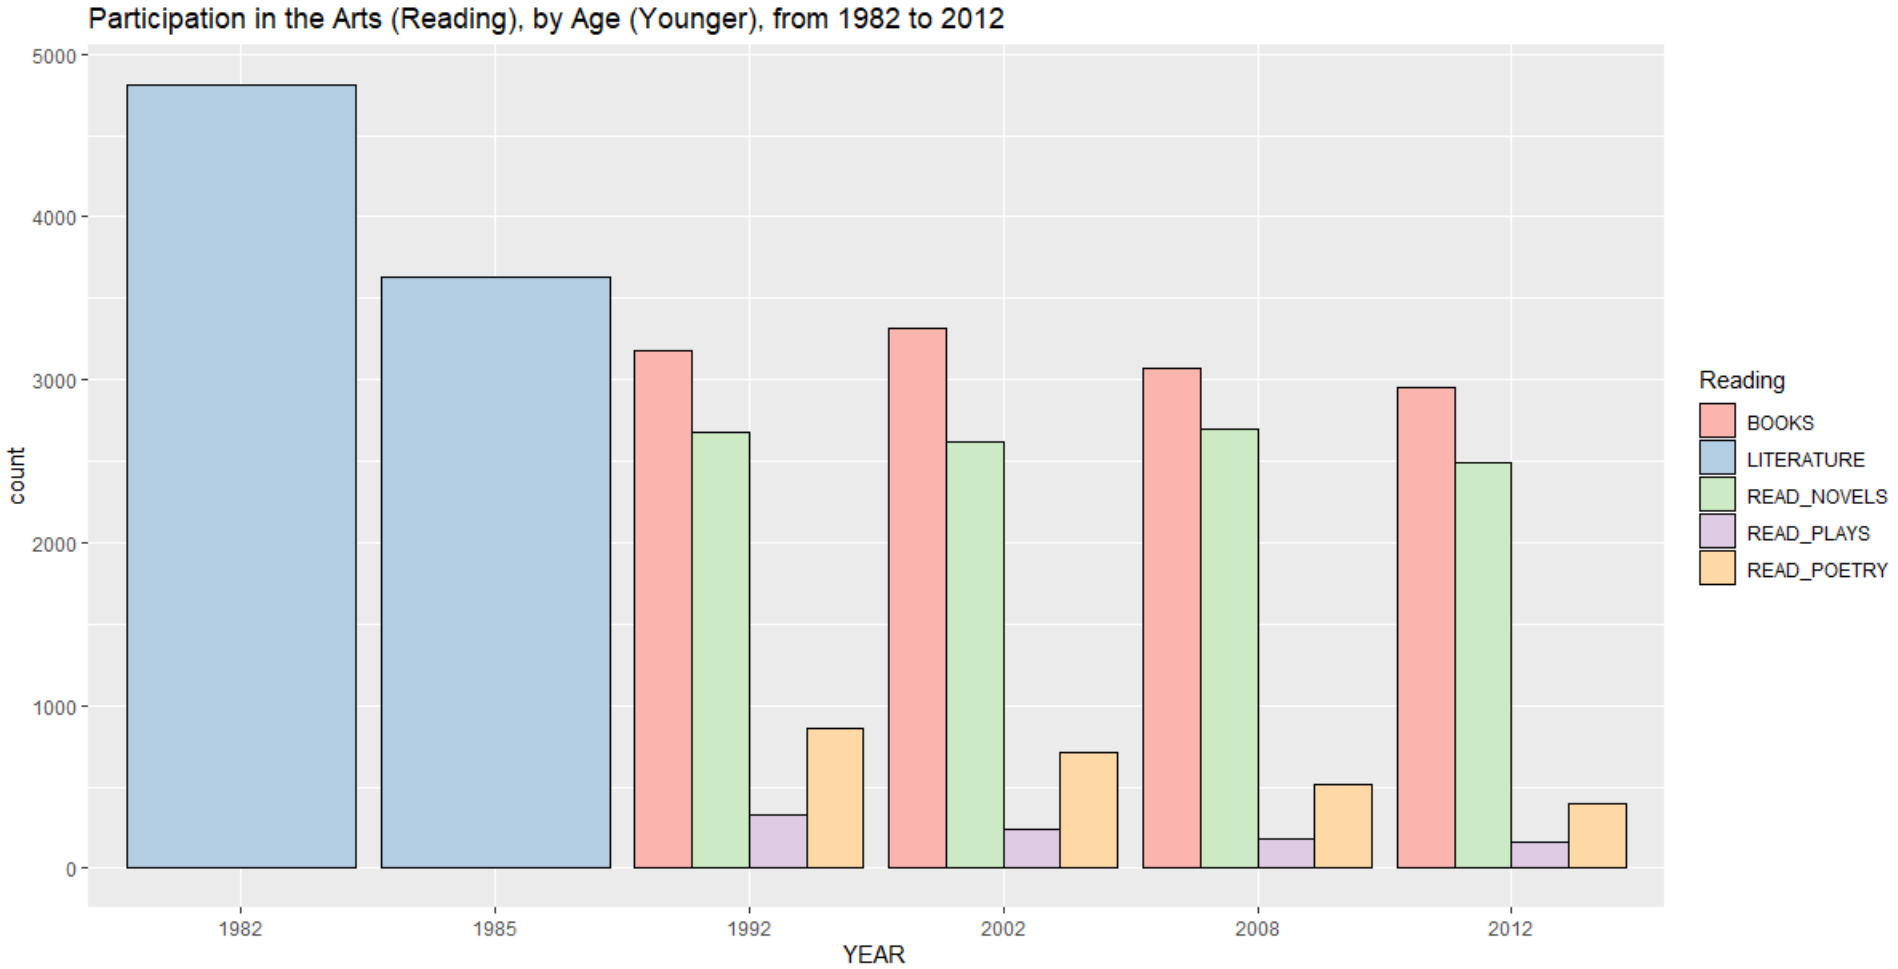 Participation in the Arts (Reading), by Age (Younger), from 1982 to 2012
5000
4000
3000
2000
1000
0
count
1982
1985
1992
2002
2008
2012
YEAR
Reading
BOOKS
LITERATURE
READ_NOVELS
READ_PLAYS
READ_POETRY